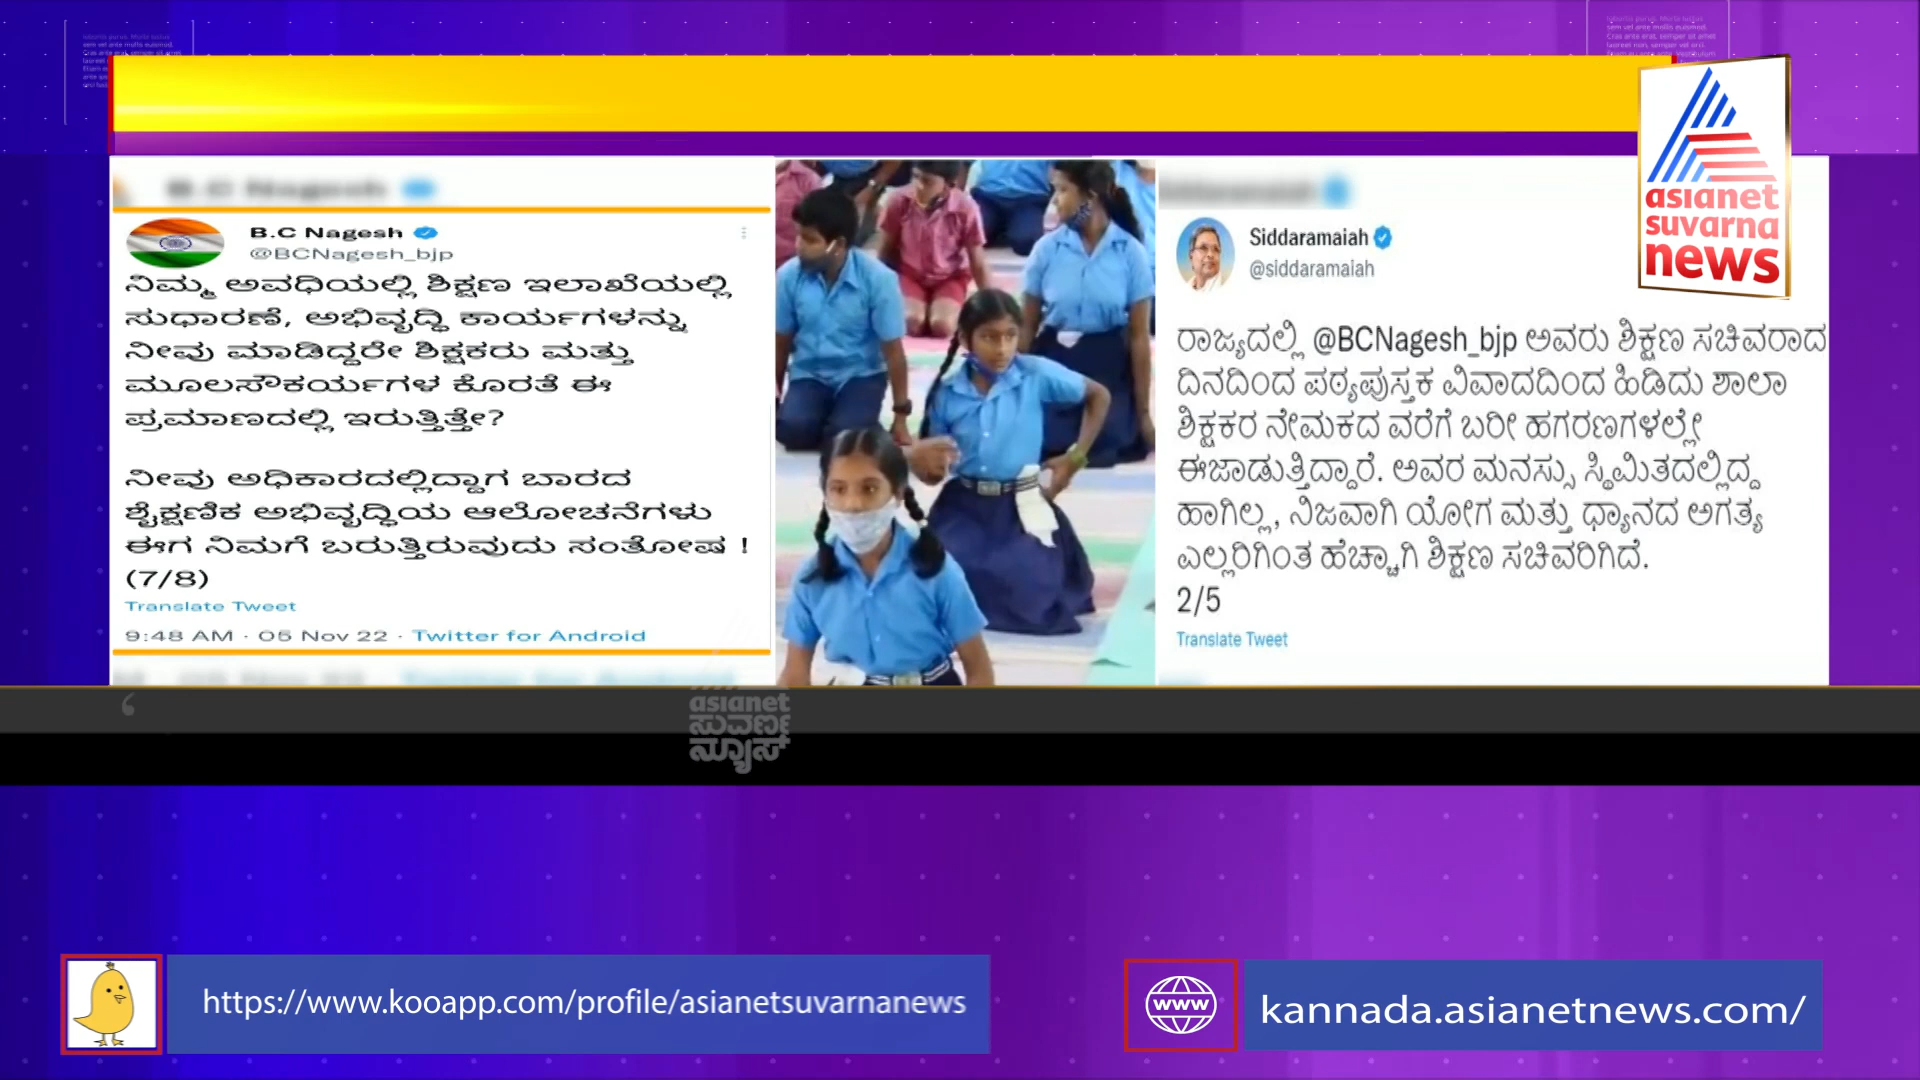 B.C Nagesh
@BCNagesh_bjp
ನಿಮ್ಮ ಅವಧಿಯಲ್ಲಿ ಶಿಕ್ಷಣ ಇಲಾಖೆಯಲ್ಲಿ
ಸುಧಾರಣೆ, ಅಭಿವೃದ್ಧಿ ಕಾರ್ಯಗಳನ್ನು
ನೀವು ಮಾಡಿದ್ದರೇ ಶಿಕ್ಷಕರು ಮತ್ತು
ಮೂಲಸೌಕರ್ಯಗಳ ಕೊರತೆ ಈ
ಪ್ರಮಾಣದಲ್ಲಿ ಇರುತ್ತಿತ್ತೇ?
ನೀವು ಅಧಿಕಾರದಲ್ಲಿದ್ದಾಗ ಬಾರದ
ಶೈಕ್ಷಣಿಕ ಅಭಿವೃದ್ಧಿಯ ಆಲೋಚನೆಗಳು
ಈಗ ನಿಮಗೆ ಬರುತ್ತಿರುವುದು ಸಂತೋಷ !
(7/8)
Translate Tweet
9:48 AM · 05 Nov 22 · Twitter for Android
Siddaramaiah
@siddaramaiah
ರಾಜ್ಯದಲ್ಲಿ @BCNagesh_bjp ಅವರು ಶಿಕ್ಷಣ ಸಚಿವರಾದ
ದಿನದಿಂದ ಪಠ್ಯಪುಸ್ತಕ ವಿವಾದದಿಂದ ಹಿಡಿದು ಶಾಲಾ
ಶಿಕ್ಷಕರ ನೇಮಕದ ವರೆಗೆ ಬರೀ ಹಗರಣಗಳಲ್ಲೇ
ಈಜಾಡುತ್ತಿದ್ದಾರೆ. ಅವರ ಮನಸ್ಸು ಸ್ಥಿಮಿತದಲ್ಲಿದ್ದ
ಹಾಗಿಲ್ಲ, ನಿಜವಾಗಿ ಯೋಗ ಮತ್ತು ಧ್ಯಾನದ ಅಗತ್ಯ
ಎಲ್ಲರಿಗಿಂತ ಹೆಚ್ಚಾಗಿ ಶಿಕ್ಷಣ ಸಚಿವರಿಗಿದೆ.
2/5
Translate Tweet
asianet
suvarna
news
asianet
ಸುವರ್ಣ
ನ್ಯೂಸ್
https://www.kooapp.com/profile/asianetsuvarnanews
www
kannada.asianetnews.com/